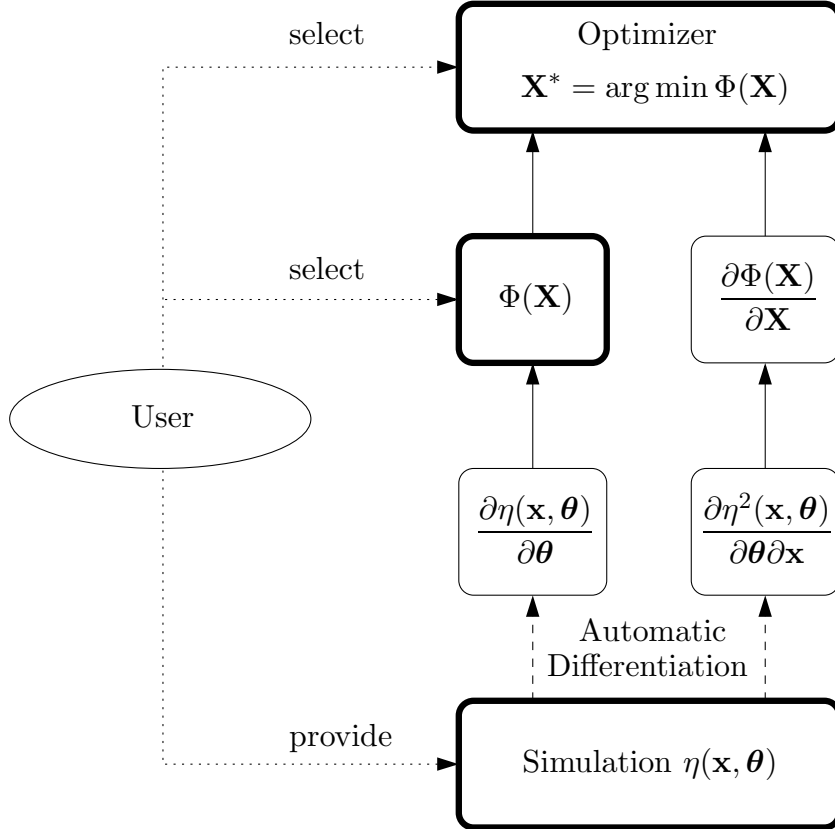 select
Optimizer
𝐗* = arg min Φ(𝐗)
select
Φ(𝐗)
∂Φ(𝐗)
∂𝐗
User
∂η(𝐱, 𝜽)
∂𝜽
∂η²(𝐱, 𝜽)
∂𝜽∂𝐱
Automatic
Differentiation
provide
Simulation η(𝐱, 𝜽)